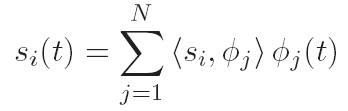 $s_i(t) = \sum_{j=1}^{N} \langle s_i, \phi_j \rangle \, \phi_j(t)$